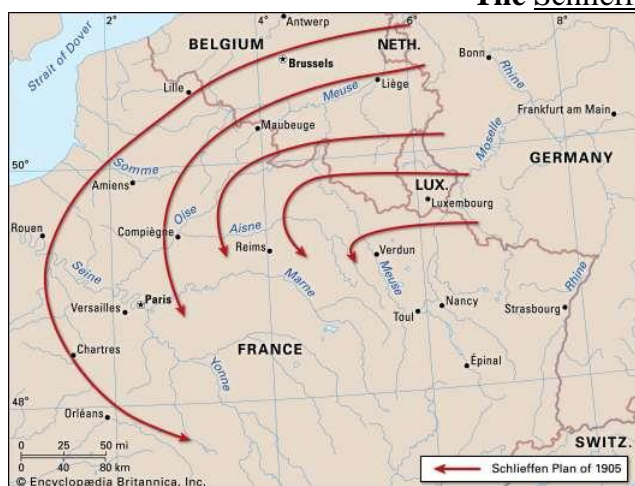 The Schlieff
2°
4°
6°
8°
Antwerp
Strait of Dover
BELGIUM
NETH.
Brussels
Bonn
Rhine
Lille
Meuse
Liège
Frankfurt am Main
Maubeuge
Moselle
GERMANY
50°
Somme
Amiens
LUX.
Luxembourg
Oise
Rouen
Compiègne
Aisne
Reims
Verdun
Seine
Marne
Meuse
Rhine
Paris
Versailles
Nancy
Toul
Strasbourg
Chartres
FRANCE
Épinal
Yonne
48°
Orléans
SWITZ.
0 25 50 mi
0 40 80 km
Schlieffen Plan of 1905
© Encyclopædia Britannica, Inc.